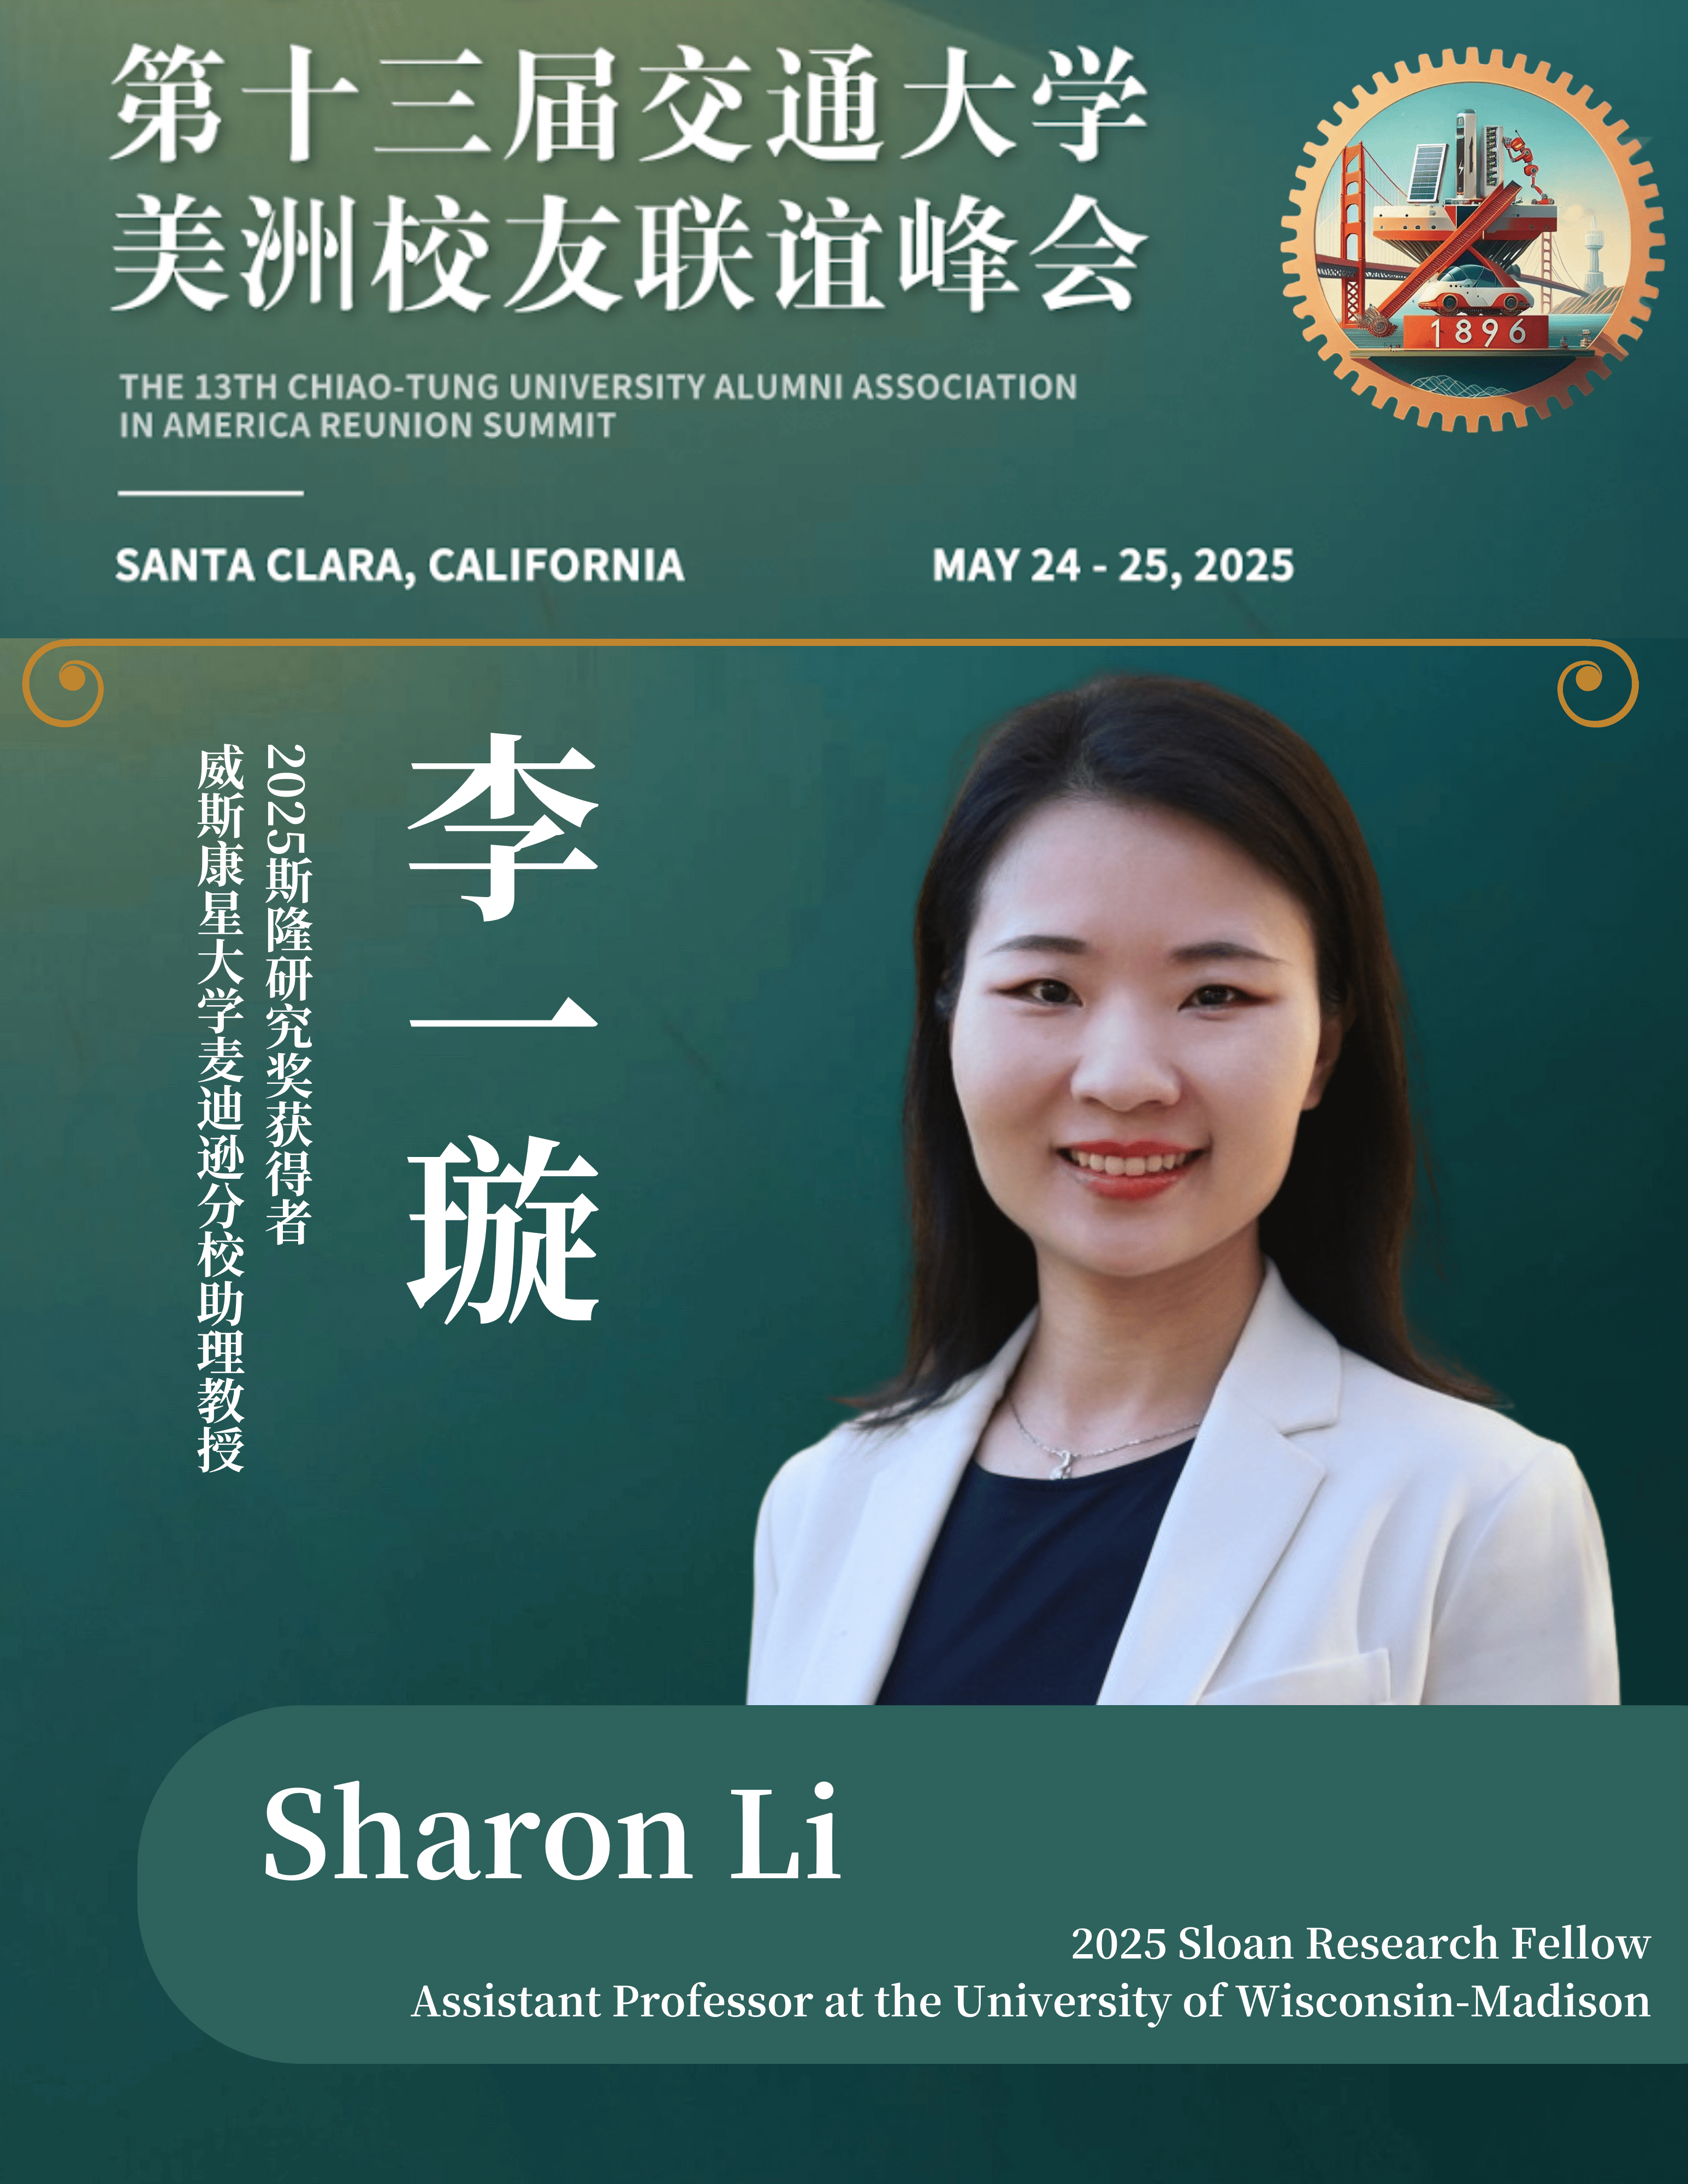 第十三届交通大学
美洲校友联谊峰会
THE 13TH CHIAO-TUNG UNIVERSITY ALUMNI ASSOCIATION
IN AMERICA REUNION SUMMIT
1896
SANTA CLARA, CALIFORNIA
MAY 24 - 25, 2025
李一璇
2025斯隆研究奖获得者
威斯康星大学麦迪逊分校助理教授
Sharon Li
2025 Sloan Research Fellow
Assistant Professor at the University of Wisconsin-Madison